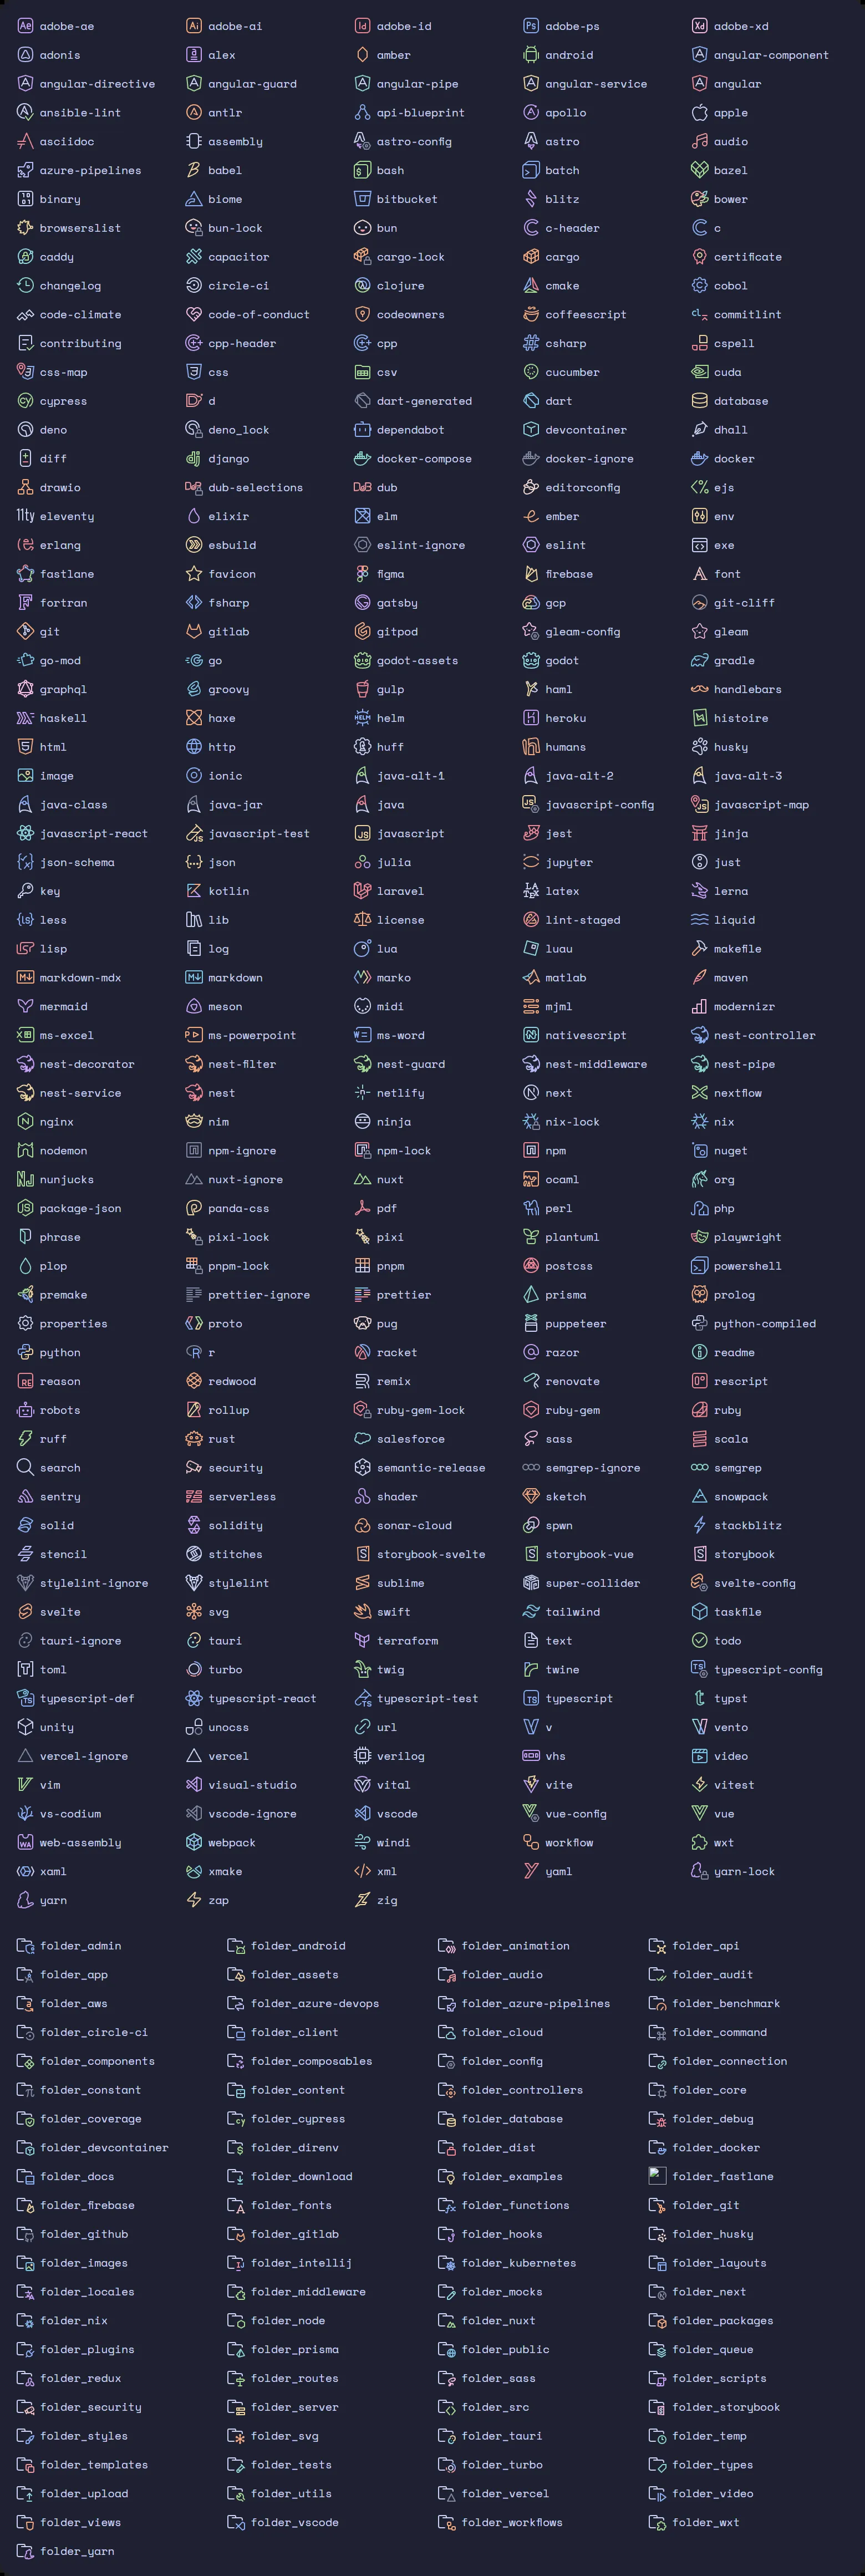 adobe-ae adobe-ai adobe-id adobe-ps adobe-xd
adonis alex amber android angular-component
angular-directive angular-guard angular-pipe angular-service angular
ansible-lint antlr api-blueprint apollo apple
asciidoc assembly astro-config astro audio
azure-pipelines babel bash batch bazel
binary biome bitbucket blitz bower
browserslist bun-lock bun c-header c
caddy capacitor cargo-lock cargo certificate
changelog circle-ci clojure cmake cobol
code-climate code-of-conduct codeowners coffeescript commitlint
contributing cpp-header cpp csharp cspell
css-map css csv cucumber cuda
cypress d dart-generated dart database
deno deno_lock dependabot devcontainer dhall
diff django docker-compose docker-ignore docker
drawio dub-selections dub editorconfig ejs
eleventy elixir elm ember env
erlang esbuild eslint-ignore eslint exe
fastlane favicon figma firebase font
fortran fsharp gatsby gcp git-cliff
git gitlab gitpod gleam-config gleam
go-mod go godot-assets godot gradle
graphql groovy gulp haml handlebars
haskell haxe helm heroku histoire
html http huff humans husky
image ionic java-alt-1 java-alt-2 java-alt-3
java-class java-jar java javascript-config javascript-map
javascript-react javascript-test javascript jest jinja
json-schema json julia jupyter just
key kotlin laravel latex lerna
less lib license lint-staged liquid
lisp log lua luau makefile
markdown-mdx markdown marko matlab maven
mermaid meson midi mjml modernizr
ms-excel ms-powerpoint ms-word nativescript nest-controller
nest-decorator nest-filter nest-guard nest-middleware nest-pipe
nest-service nest netlify next nextflow
nginx nim ninja nix-lock nix
nodemon npm-ignore npm-lock npm nuget
nunjucks nuxt-ignore nuxt ocaml org
package-json panda-css pdf perl php
phrase pixi-lock pixi plantuml playwright
plop pnpm-lock pnpm postcss powershell
premake prettier-ignore prettier prisma prolog
properties proto pug puppeteer python-compiled
python r racket razor readme
reason redwood remix renovate rescript
robots rollup ruby-gem-lock ruby-gem ruby
ruff rust salesforce sass scala
search security semantic-release semgrep-ignore semgrep
sentry serverless shader sketch snowpack
solid solidity sonar-cloud spwn stackblitz
stencil stitches storybook-svelte storybook-vue storybook
stylelint-ignore stylelint sublime super-collider svelte-config
svelte svg swift tailwind taskfile
tauri-ignore tauri terraform text todo
toml turbo twig twine typescript-config
typescript-def typescript-react typescript-test typescript typst
unity unocss url v vento
vercel-ignore vercel verilog vhs video
vim visual-studio vital vite vitest
vs-codium vscode-ignore vscode vue-config vue
web-assembly webpack windi workflow wxt
xaml xmake xml yaml yarn-lock
yarn zap zig
folder_admin folder_android folder_animation folder_api
folder_app folder_assets folder_audio folder_audit
folder_aws folder_azure-devops folder_azure-pipelines folder_benchmark
folder_circle-ci folder_client folder_cloud folder_command
folder_components folder_composables folder_config folder_connection
folder_constant folder_content folder_controllers folder_core
folder_coverage folder_cypress folder_database folder_debug
folder_devcontainer folder_direnv folder_dist folder_docker
folder_docs folder_download folder_examples folder_fastlane
folder_firebase folder_fonts folder_functions folder_git
folder_github folder_gitlab folder_hooks folder_husky
folder_images folder_intellij folder_kubernetes folder_layouts
folder_locales folder_middleware folder_mocks folder_next
folder_nix folder_node folder_nuxt folder_packages
folder_plugins folder_prisma folder_public folder_queue
folder_redux folder_routes folder_sass folder_scripts
folder_security folder_server folder_src folder_storybook
folder_styles folder_svg folder_tauri folder_temp
folder_templates folder_tests folder_turbo folder_types
folder_upload folder_utils folder_vercel folder_video
folder_views folder_vscode folder_workflows folder_wxt
folder_yarn